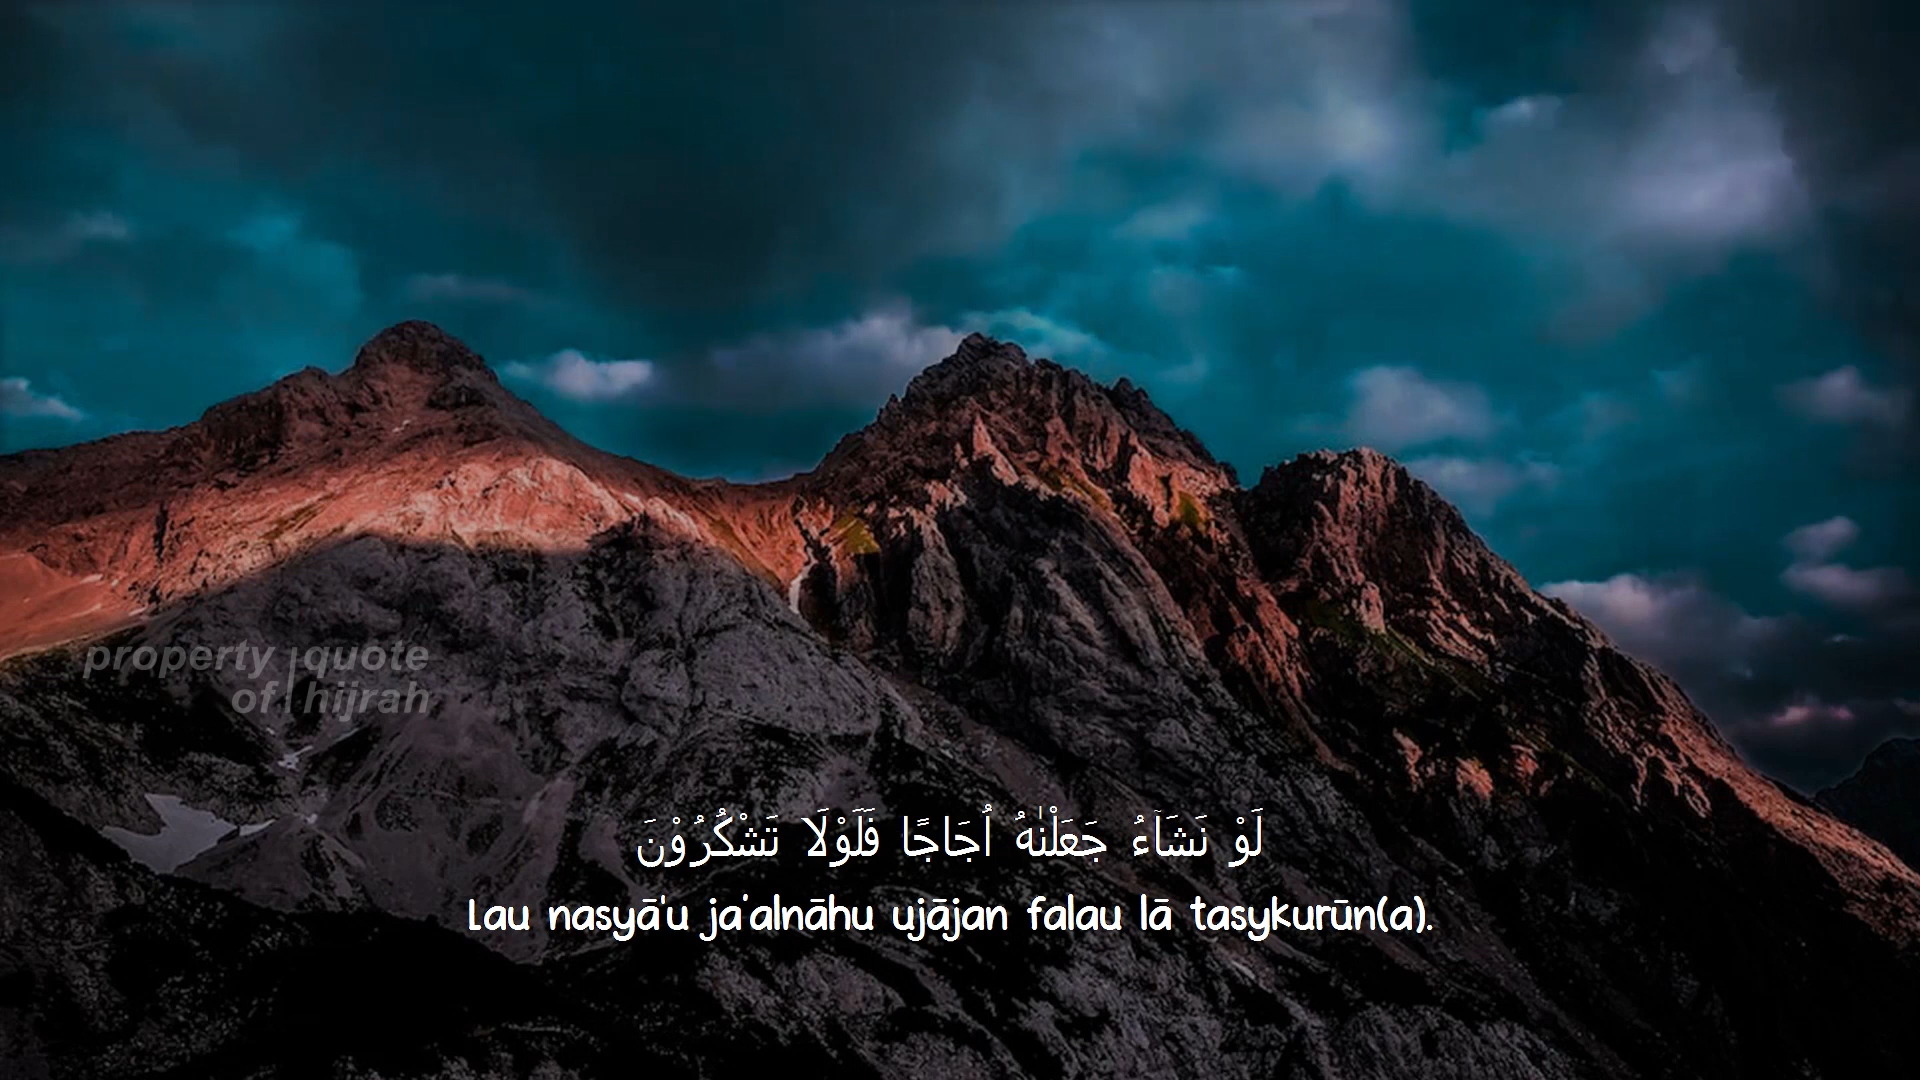 property quote
of hijrah
لَوْ نَشَاۤءُ جَعَلْنٰهُ اُجَاجًا فَلَوْلَا تَشْكُرُوْنَ
Lau nasyā'u ja'alnāhu ujājan falau lā tasykurūn(a).